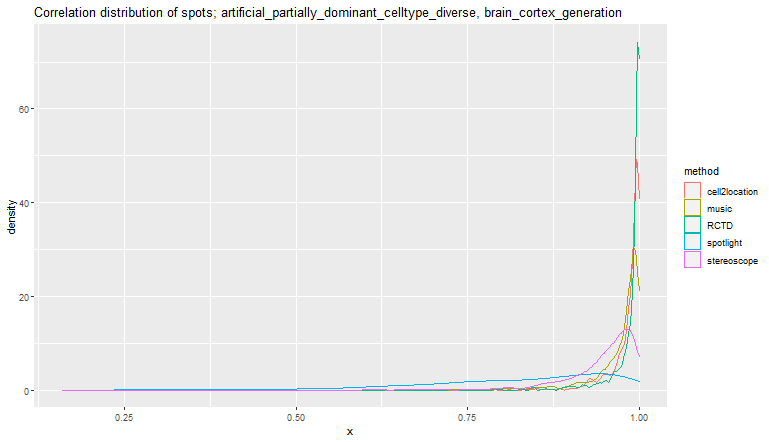 Correlation distribution of spots; artificial_partially_dominant_celltype_diverse, brain_cortex_generation
60
40
20
0
density
0.25
0.50
0.75
1.00
x
method
cell2location
music
RCTD
spotlight
stereoscope